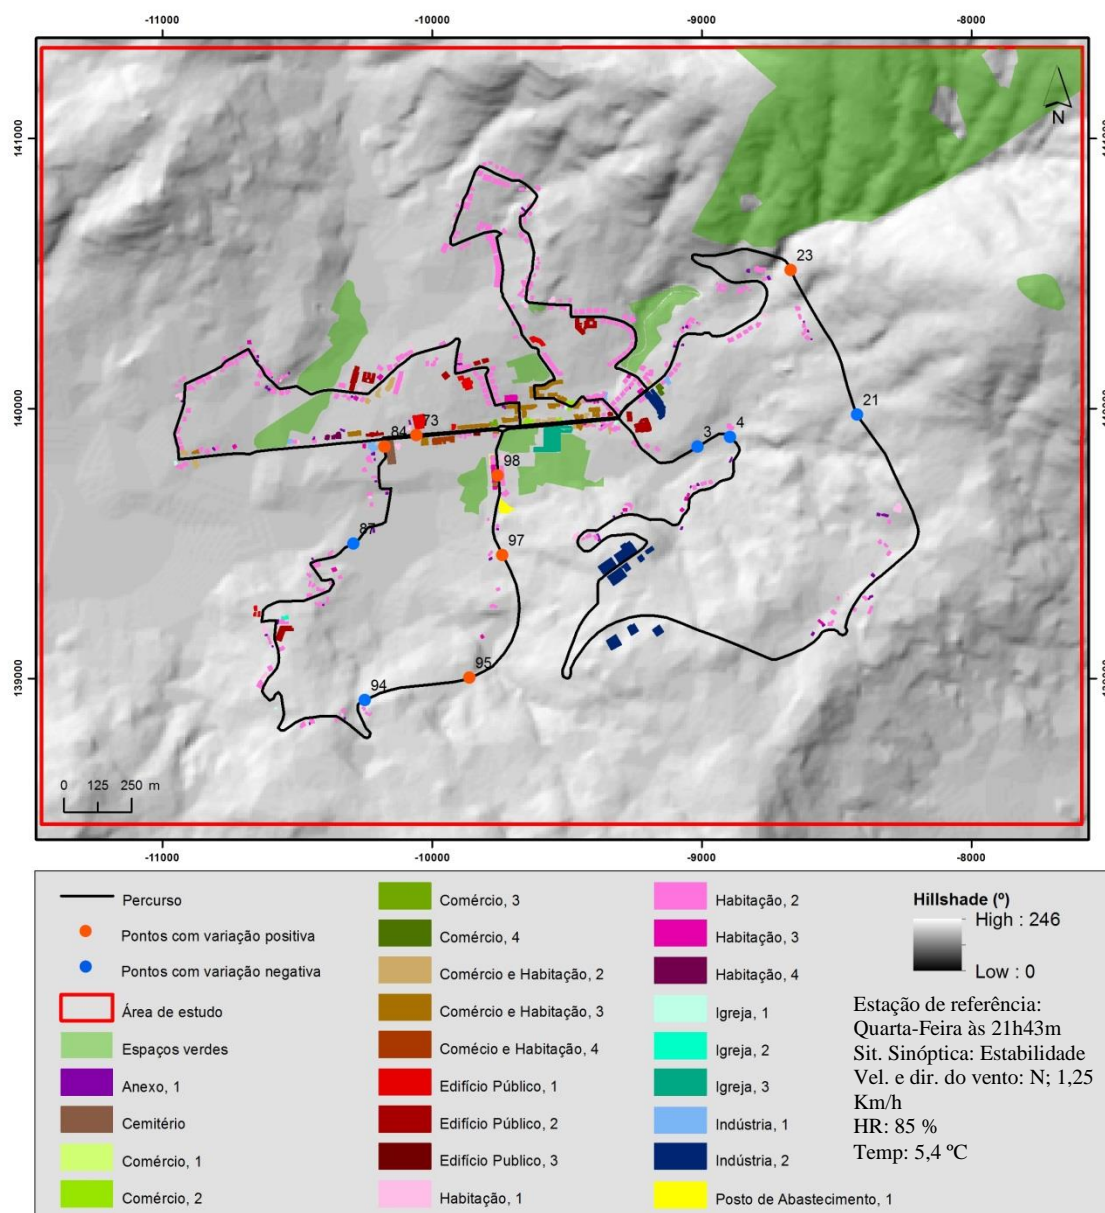 -11000 -10000 -9000 -8000
141000 141000
N
23
21
140000 140000
4
3
73
84
98
87
97
95
94
139000 139000
0 125 250 m
-11000 -10000 -9000 -8000
Percurso
Pontos com variação positiva
Pontos com variação negativa
Área de estudo
Espaços verdes
Anexo, 1
Cemitério
Comércio, 1
Comércio, 2
Comércio, 3
Comércio, 4
Comércio e Habitação, 2
Comércio e Habitação, 3
Comécio e Habitação, 4
Edifício Público, 1
Edifício Público, 2
Edifício Publico, 3
Habitação, 1
Habitação, 2
Habitação, 3
Habitação, 4
Igreja, 1
Igreja, 2
Igreja, 3
Indústria, 1
Indústria, 2
Posto de Abastecimento, 1
Hillshade (º)
High : 246
Low : 0
Estação de referência:
Quarta-Feira às 21h43m
Sit. Sinóptica: Estabilidade
Vel. e dir. do vento: N; 1,25
Km/h
HR: 85 %
Temp: 5,4 ºC